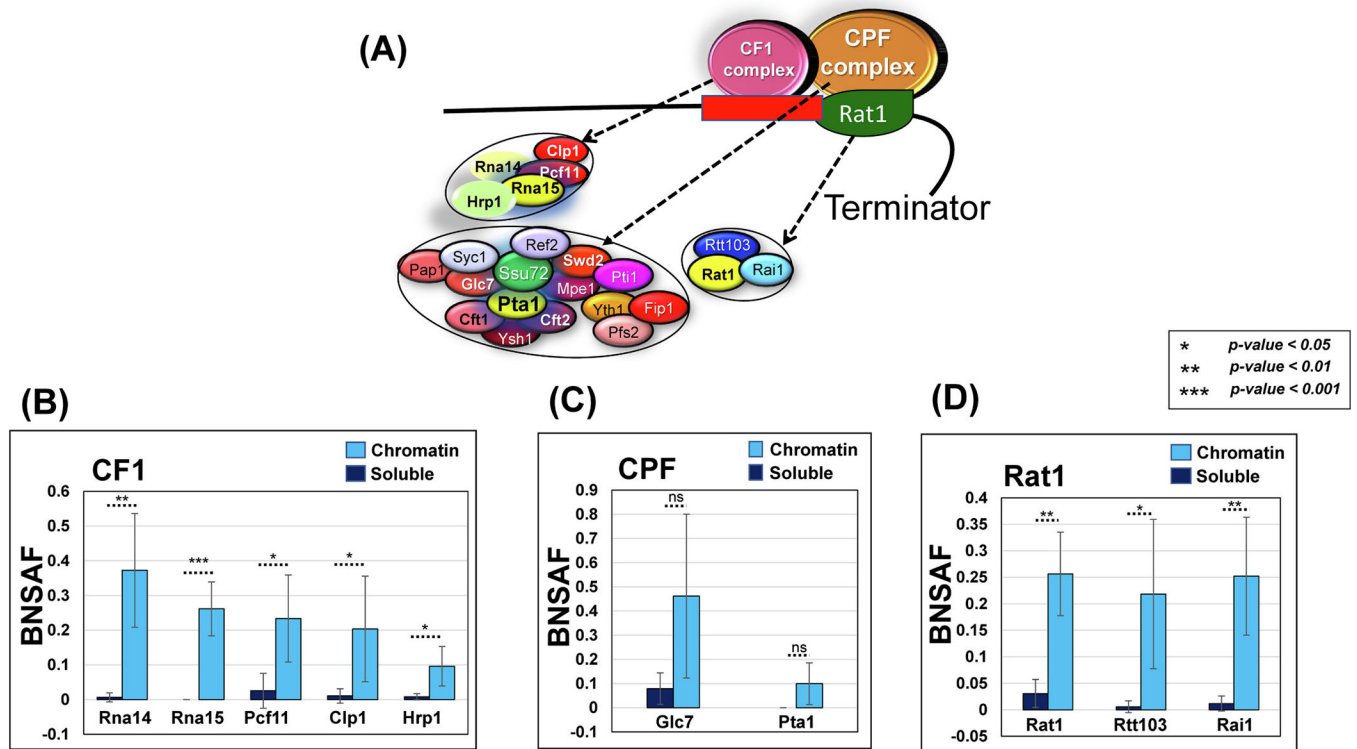 (A)
CF1
complex
CPF
complex
Rat1
Terminator
Clp1
Rna14
Pcf11
Rna15
Hrp1
Ref2
Syc1
Swd2
Pap1
Ssu72
Pti1
Glc7
Mpe1
Pta1
Yth1
Fip1
Cft1
Cft2
Pfs2
Ysh1
Rtt103
Rat1
Rai1
* p-value < 0.05
** p-value < 0.01
*** p-value < 0.001
(B)
Chromatin
Soluble
CF1
BNSAF
0.6
0.5
0.4
0.3
0.2
0.1
0
-0.1
**
***
*
*
*
Rna14 Rna15 Pcf11 Clp1 Hrp1
(C)
Chromatin
Soluble
CPF
BNSAF
0.9
0.8
0.7
0.6
0.5
0.4
0.3
0.2
0.1
0
-0.1
ns
ns
Glc7 Pta1
(D)
Chromatin
Soluble
Rat1
BNSAF
0.4
0.35
0.3
0.25
0.2
0.15
0.1
0.05
0
-0.05
**
*
**
Rat1 Rtt103 Rai1